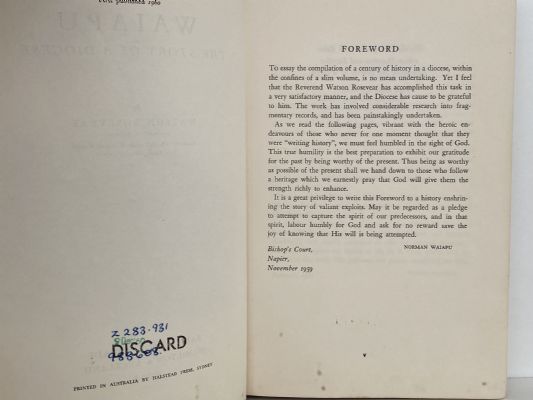 First published 1960
Z 283.931
DISCARD
PRINTED IN AUSTRALIA BY HALSTEAD PRESS, SYDNEY
FOREWORD
To essay the compilation of a century of history in a diocese, within
the confines of a slim volume, is no mean undertaking. Yet I feel
that the Reverend Watson Rosevear has accomplished this task in
a very satisfactory manner, and the Diocese has cause to be grateful
to him. The work has involved considerable research into frag-
mentary records, and has been painstakingly undertaken.
As we read the following pages, vibrant with the heroic en-
deavours of those who never for one moment thought that they
were "writing history", we must feel humbled in the sight of God.
This true humility is the best preparation to exhibit our gratitude
for the past by being worthy of the present. Thus being as worthy
as possible of the present shall we hand down to those who follow
a heritage which we earnestly pray that God will give them the
strength richly to enhance.
It is a great privilege to write this Foreword to a history enshrin-
ing the story of valiant exploits. May it be regarded as a pledge
to attempt to capture the spirit of our predecessors, and in that
spirit, labour humbly for God and ask for no reward save the
joy of knowing that His will is being attempted.
NORMAN WAIAPU
Bishop's Court,
Napier,
November 1959
v